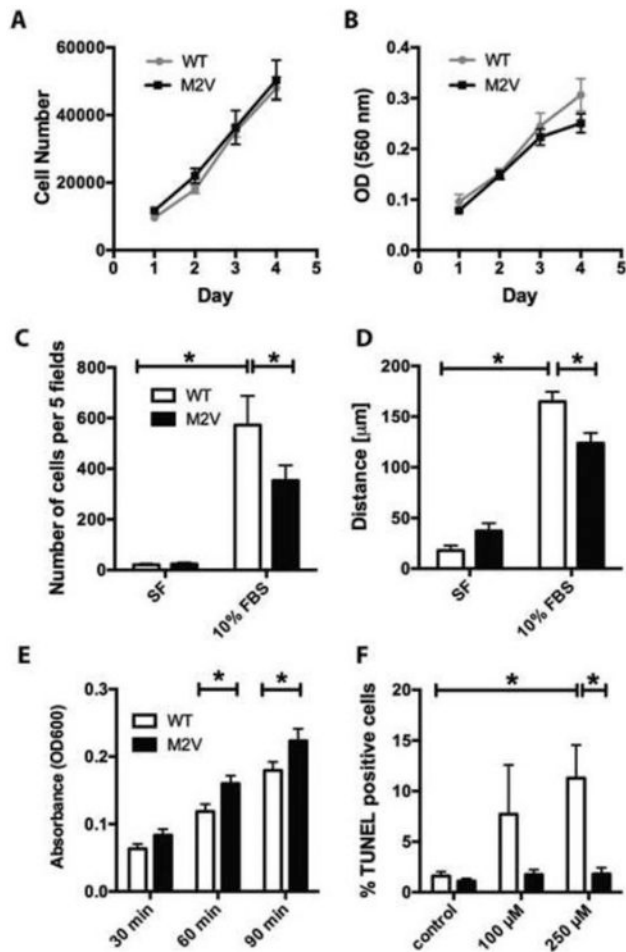 A
B
60000
40000
20000
0
Cell Number
WT
M2V
0 1 2 3 4 5
Day
0.4
0.3
0.2
0.1
0.0
OD (560 nm)
WT
M2V
0 1 2 3 4 5
Day
C
D
800
600
400
200
0
Number of cells per 5 fields
* *
WT
M2V
SF
10% FBS
200
150
100
50
0
Distance [µm]
* *
SF
10% FBS
E
F
0.3
0.2
0.1
0.0
Absorbance (OD600)
* *
WT
M2V
30 min
60 min
90 min
20
15
10
5
0
% TUNEL positive cells
* *
control
100 µM
250 µM